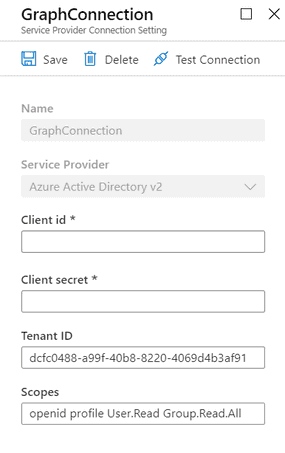 GraphConnection
Service Provider Connection Setting
Save Delete Test Connection
Name
GraphConnection
Service Provider
Azure Active Directory v2
Client id *
Client secret *
Tenant ID
dcfc0488-a99f-40b8-8220-4069d4b3af91
Scopes
openid profile User.Read Group.Read.All